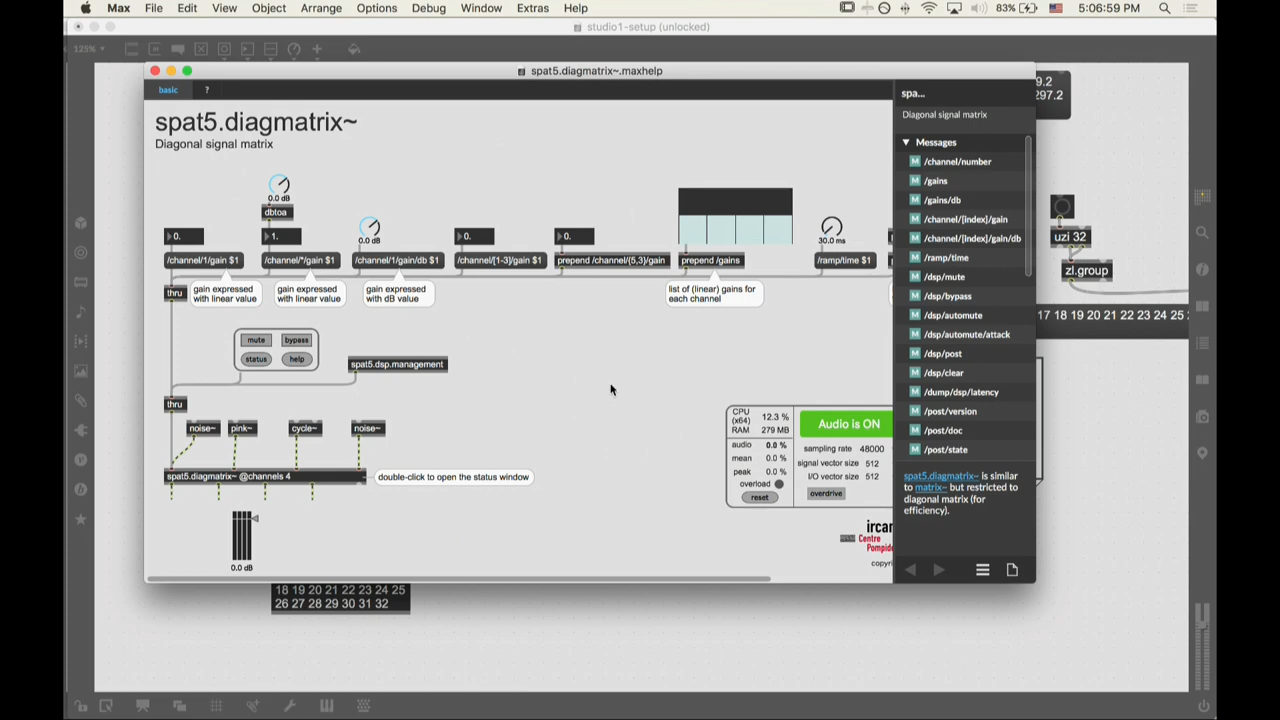 Max File Edit View Object Arrange Options Debug Window Extras Help 83% 5:06:59 PM
studio1-setup (unlocked)
125%
spat5.diagmatrix~.maxhelp
basic ?
spat5.diagmatrix~
Diagonal signal matrix
0.0 dB
dbtoa
0.0 dB
30.0 ms
0.
1.
0.
0.
/channel/1/gain $1
/channel/*/gain $1
/channel/1/gain/db $1
/channel/[1-3]/gain $1
prepend /channel/{5,3}/gain
prepend /gains
/ramp/time $1
thru
gain expressed
with linear value
gain expressed
with linear value
gain expressed
with dB value
list of (linear) gains for
each channel
mute bypass
status help
spat5.dsp.management
thru
noise~ pink~ cycle~ noise~
spat5.diagmatrix~ @channels 4
double-click to open the status window
0.0 dB
CPU
(x64) 12.3 %
RAM 279 MB
audio 0.0 %
mean 0.0 %
peak 0.0 %
overload
reset
Audio is ON
sampling rate 48000
signal vector size 512
I/O vector size 512
overdrive
ircam
Centre
Pompid
copyri
spa...
Diagonal signal matrix
Messages
M /channel/number
M /gains
M /gains/db
M /channel/[index]/gain
M /channel/[index]/gain/db
M /ramp/time
M /dsp/mute
M /dsp/bypass
M /dsp/automute
M /dsp/automute/attack
M /dsp/post
M /dsp/clear
M /dump/dsp/latency
M /post/version
M /post/doc
M /post/state
spat5.diagmatrix~ is similar
to matrix~ but restricted to
diagonal matrix (for
efficiency).
9.2
297.2
uzi 32
zl.group
17 18 19 20 21 22 23 24 25
18 19 20 21 22 23 24 25
26 27 28 29 30 31 32